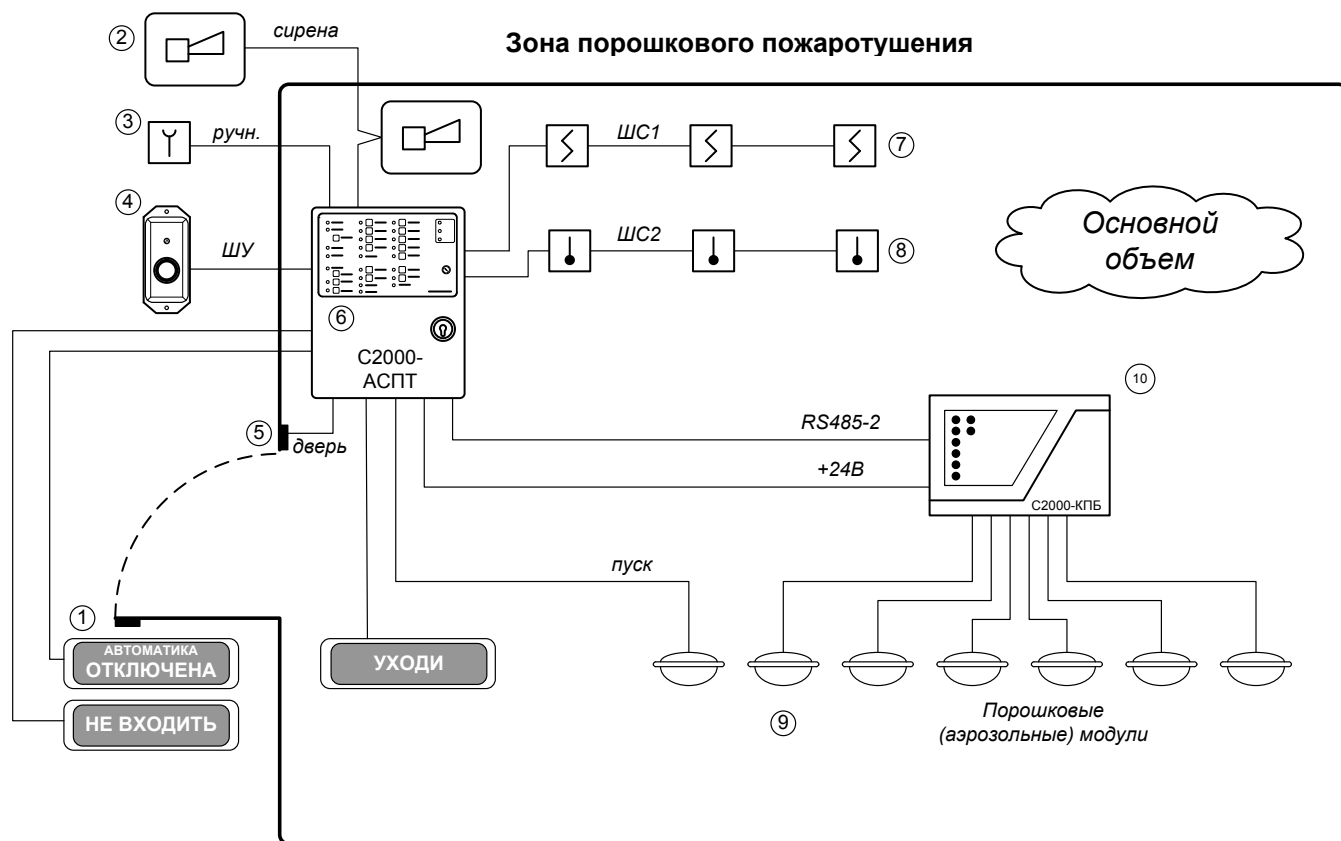 Зона порошкового пожаротушения
2
сирена
3
ручн.
ШС1
7
4
ШУ
ШС2
8
Основной
объем
6
С2000-
АСПТ
10
5
дверь
RS485-2
+24В
С2000-КПБ
пуск
1
АВТОМАТИКА
ОТКЛЮЧЕНА
УХОДИ
НЕ ВХОДИТЬ
9
Порошковые
(аэрозольные) модули